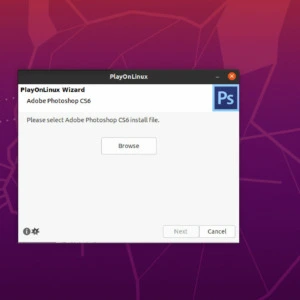 PlayOnLinux
PlayOnLinux Wizard
Adobe Photoshop CS6
Ps
Please select Adobe Photoshop CS6 install file.
Browse
Next
Cancel